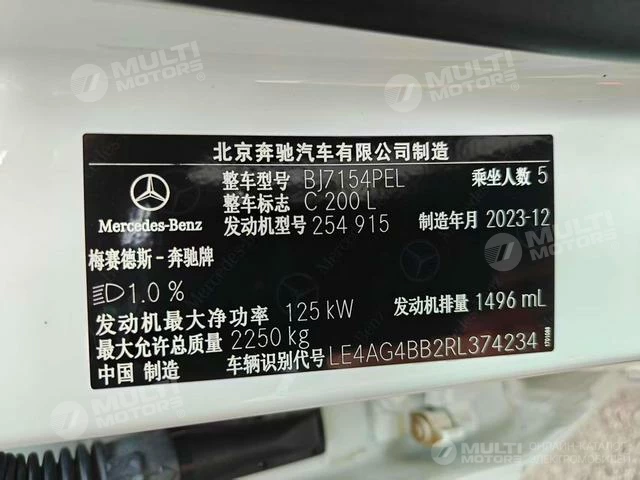 北京奔驰汽车有限公司制造
整车型号 BJ7154PEL 乘坐人数 5
整车标志 C 200 L
发动机型号 254 915 制造年月 2023-12
Mercedes-Benz
梅赛德斯-奔驰牌
1.0 %
发动机最大净功率 125 kW 发动机排量 1496 mL
最大允许总质量 2250 kg
中国 制造 车辆识别代号 LE4AG4BB2RL374234
MULTI MOTORS
MULTI MOTORS
MULTI MOTORS
MULTI MOTORS
ОНЛАЙН-КАТАЛОГ
ЭЛЕКТРОМОБИЛЕЙ